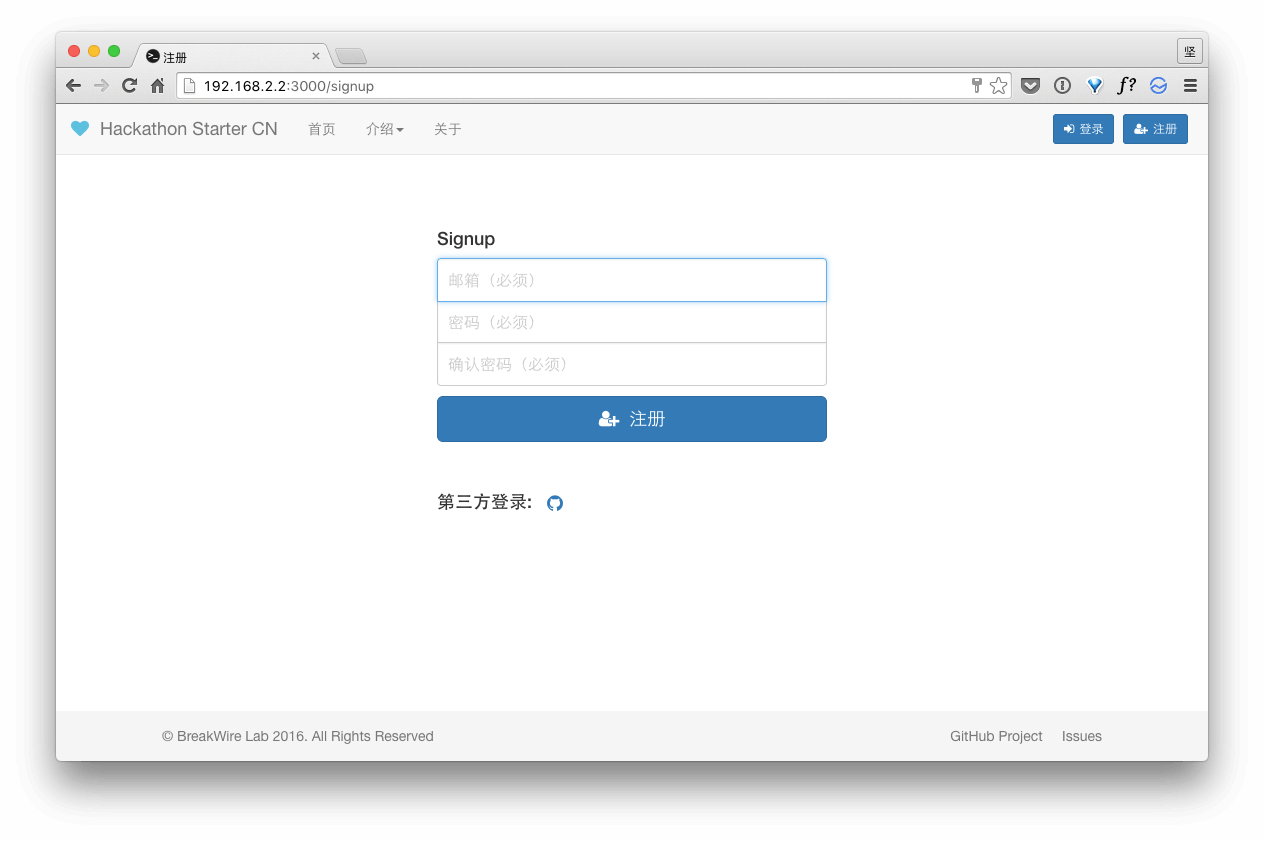 注册
坚
192.168.2.2:3000/signup
f?
Hackathon Starter CN 首页 介绍 关于 登录 注册
Signup
邮箱（必须）
密码（必须）
确认密码（必须）
注册
第三方登录:
© BreakWire Lab 2016. All Rights Reserved GitHub Project Issues